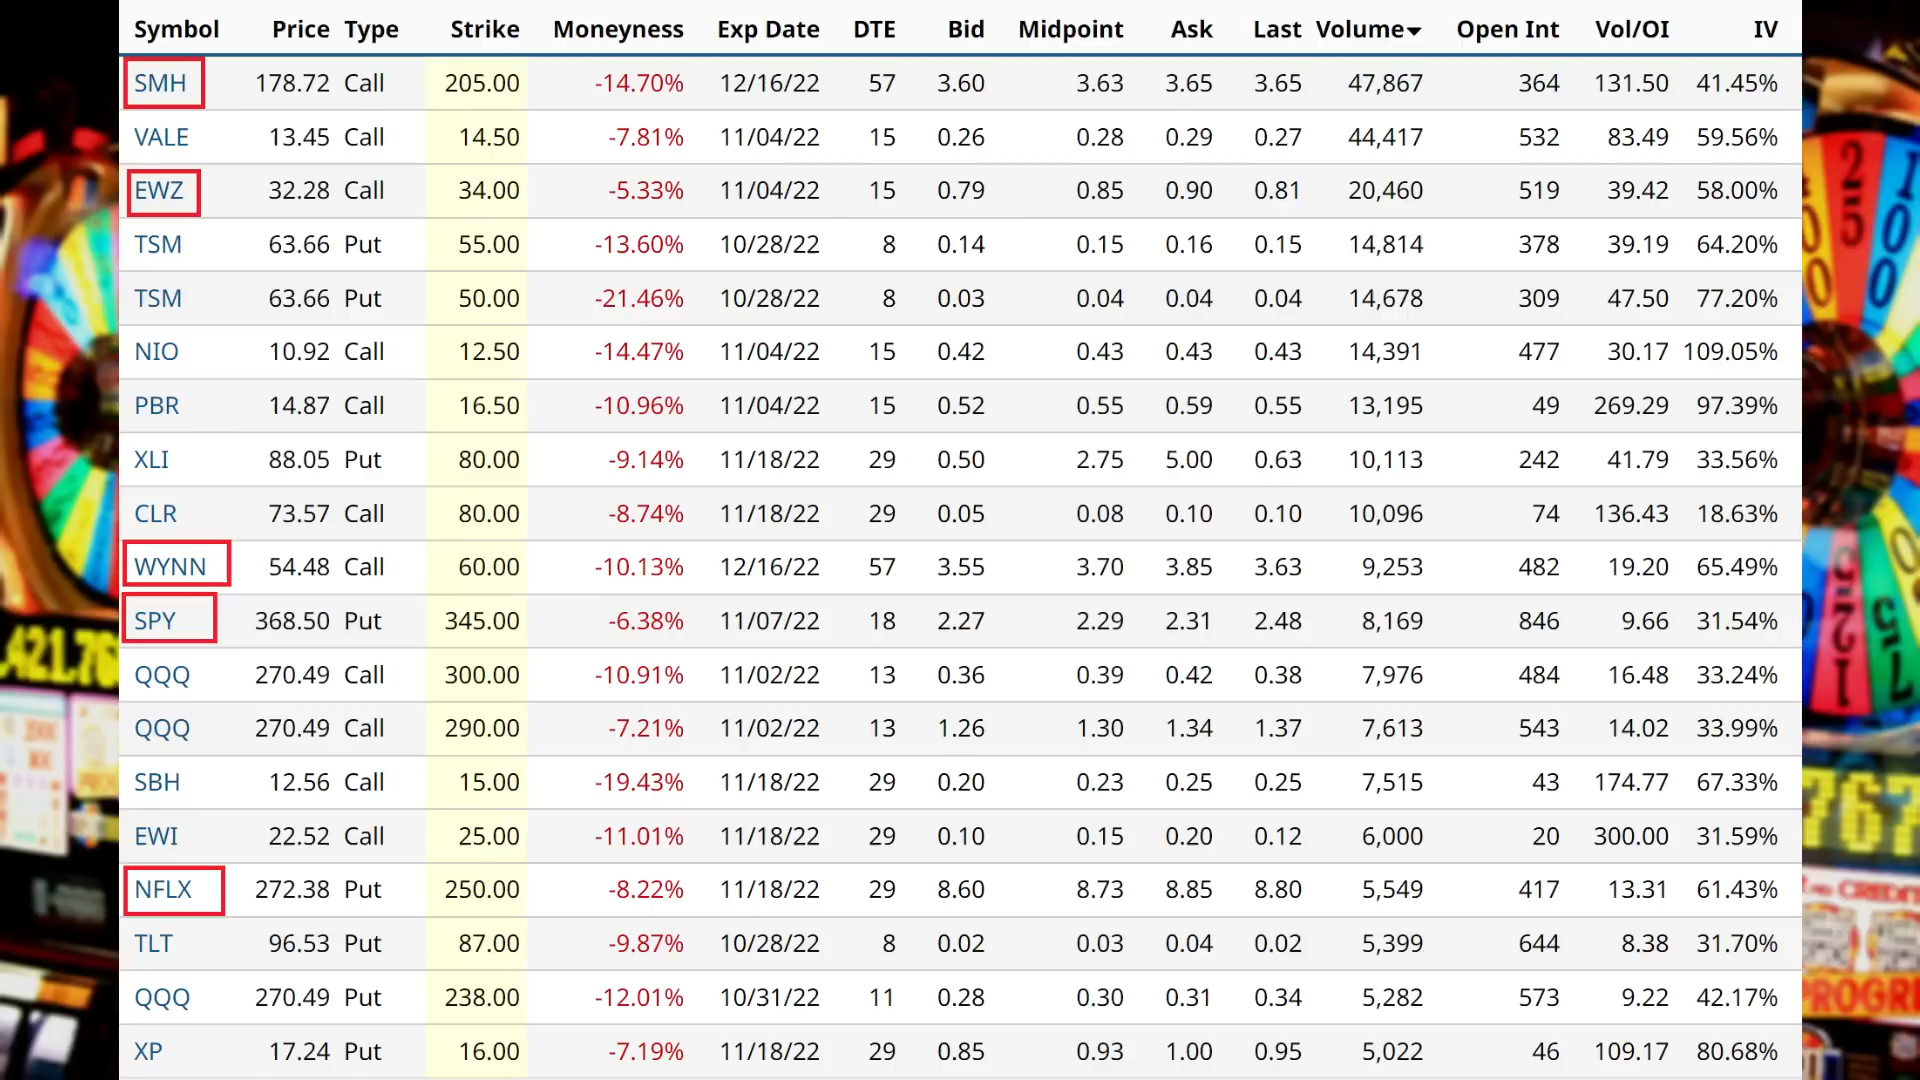 Symbol Price Type Strike Moneyness Exp Date DTE Bid Midpoint Ask Last Volume Open Int Vol/OI IV
SMH 178.72 Call 205.00 -14.70% 12/16/22 57 3.60 3.63 3.65 3.65 47,867 364 131.50 41.45%
VALE 13.45 Call 14.50 -7.81% 11/04/22 15 0.26 0.28 0.29 0.27 44,417 532 83.49 59.56%
EWZ 32.28 Call 34.00 -5.33% 11/04/22 15 0.79 0.85 0.90 0.81 20,460 519 39.42 58.00%
TSM 63.66 Put 55.00 -13.60% 10/28/22 8 0.14 0.15 0.16 0.15 14,814 378 39.19 64.20%
TSM 63.66 Put 50.00 -21.46% 10/28/22 8 0.03 0.04 0.04 0.04 14,678 309 47.50 77.20%
NIO 10.92 Call 12.50 -14.47% 11/04/22 15 0.42 0.43 0.43 0.43 14,391 477 30.17 109.05%
PBR 14.87 Call 16.50 -10.96% 11/04/22 15 0.52 0.55 0.59 0.55 13,195 49 269.29 97.39%
XLI 88.05 Put 80.00 -9.14% 11/18/22 29 0.50 2.75 5.00 0.63 10,113 242 41.79 33.56%
CLR 73.57 Call 80.00 -8.74% 11/18/22 29 0.05 0.08 0.10 0.10 10,096 74 136.43 18.63%
WYNN 54.48 Call 60.00 -10.13% 12/16/22 57 3.55 3.70 3.85 3.63 9,253 482 19.20 65.49%
SPY 368.50 Put 345.00 -6.38% 11/07/22 18 2.27 2.29 2.31 2.48 8,169 846 9.66 31.54%
QQQ 270.49 Call 300.00 -10.91% 11/02/22 13 0.36 0.39 0.42 0.38 7,976 484 16.48 33.24%
QQQ 270.49 Call 290.00 -7.21% 11/02/22 13 1.26 1.30 1.34 1.37 7,613 543 14.02 33.99%
SBH 12.56 Call 15.00 -19.43% 11/18/22 29 0.20 0.23 0.25 0.25 7,515 43 174.77 67.33%
EWI 22.52 Call 25.00 -11.01% 11/18/22 29 0.10 0.15 0.20 0.12 6,000 20 300.00 31.59%
NFLX 272.38 Put 250.00 -8.22% 11/18/22 29 8.60 8.73 8.85 8.80 5,549 417 13.31 61.43%
TLT 96.53 Put 87.00 -9.87% 10/28/22 8 0.02 0.03 0.04 0.02 5,399 644 8.38 31.70%
QQQ 270.49 Put 238.00 -12.01% 10/31/22 11 0.28 0.30 0.31 0.34 5,282 573 9.22 42.17%
XP 17.24 Put 16.00 -7.19% 11/18/22 29 0.85 0.93 1.00 0.95 5,022 46 109.17 80.68%